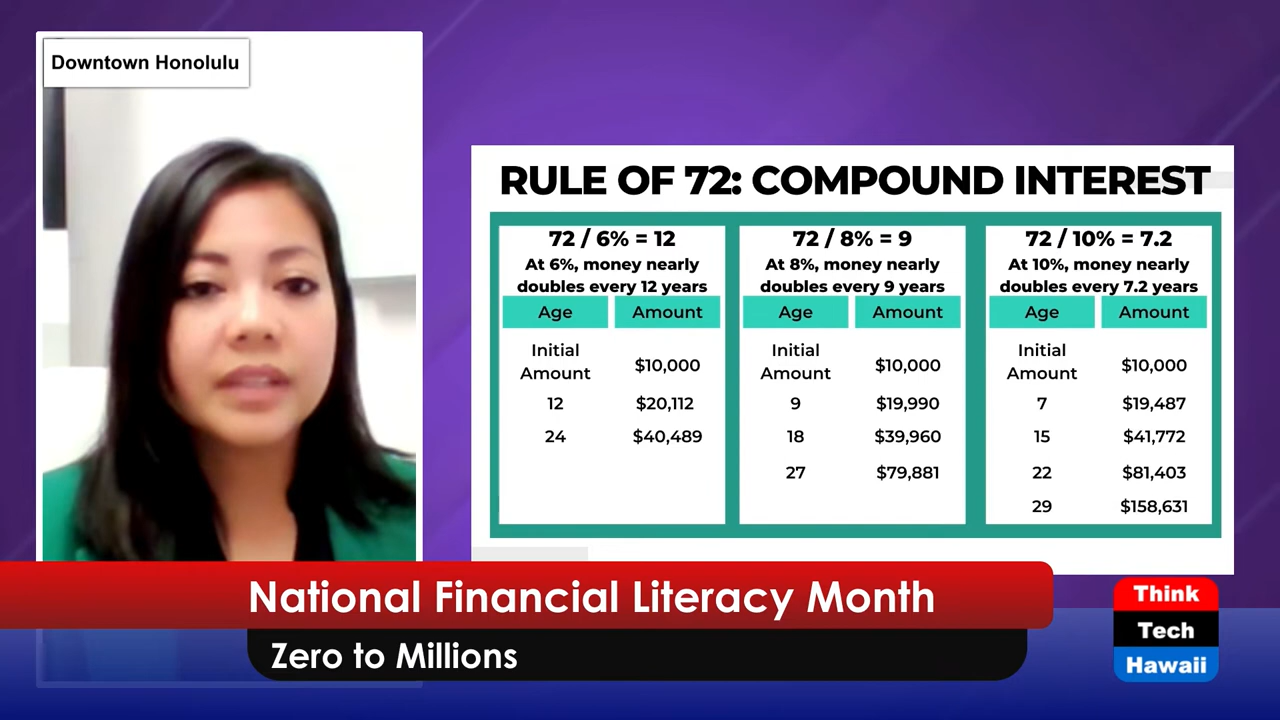 Downtown Honolulu
RULE OF 72: COMPOUND INTEREST
72 / 6% = 12
At 6%, money nearly
doubles every 12 years
Age Amount
Initial
Amount $10,000
12 $20,112
24 $40,489
72 / 8% = 9
At 8%, money nearly
doubles every 9 years
Age Amount
Initial
Amount $10,000
9 $19,990
18 $39,960
27 $79,881
72 / 10% = 7.2
At 10%, money nearly
doubles every 7.2 years
Age Amount
Initial
Amount $10,000
7 $19,487
15 $41,772
22 $81,403
29 $158,631
National Financial Literacy Month
Zero to Millions
Think
Tech
Hawaii